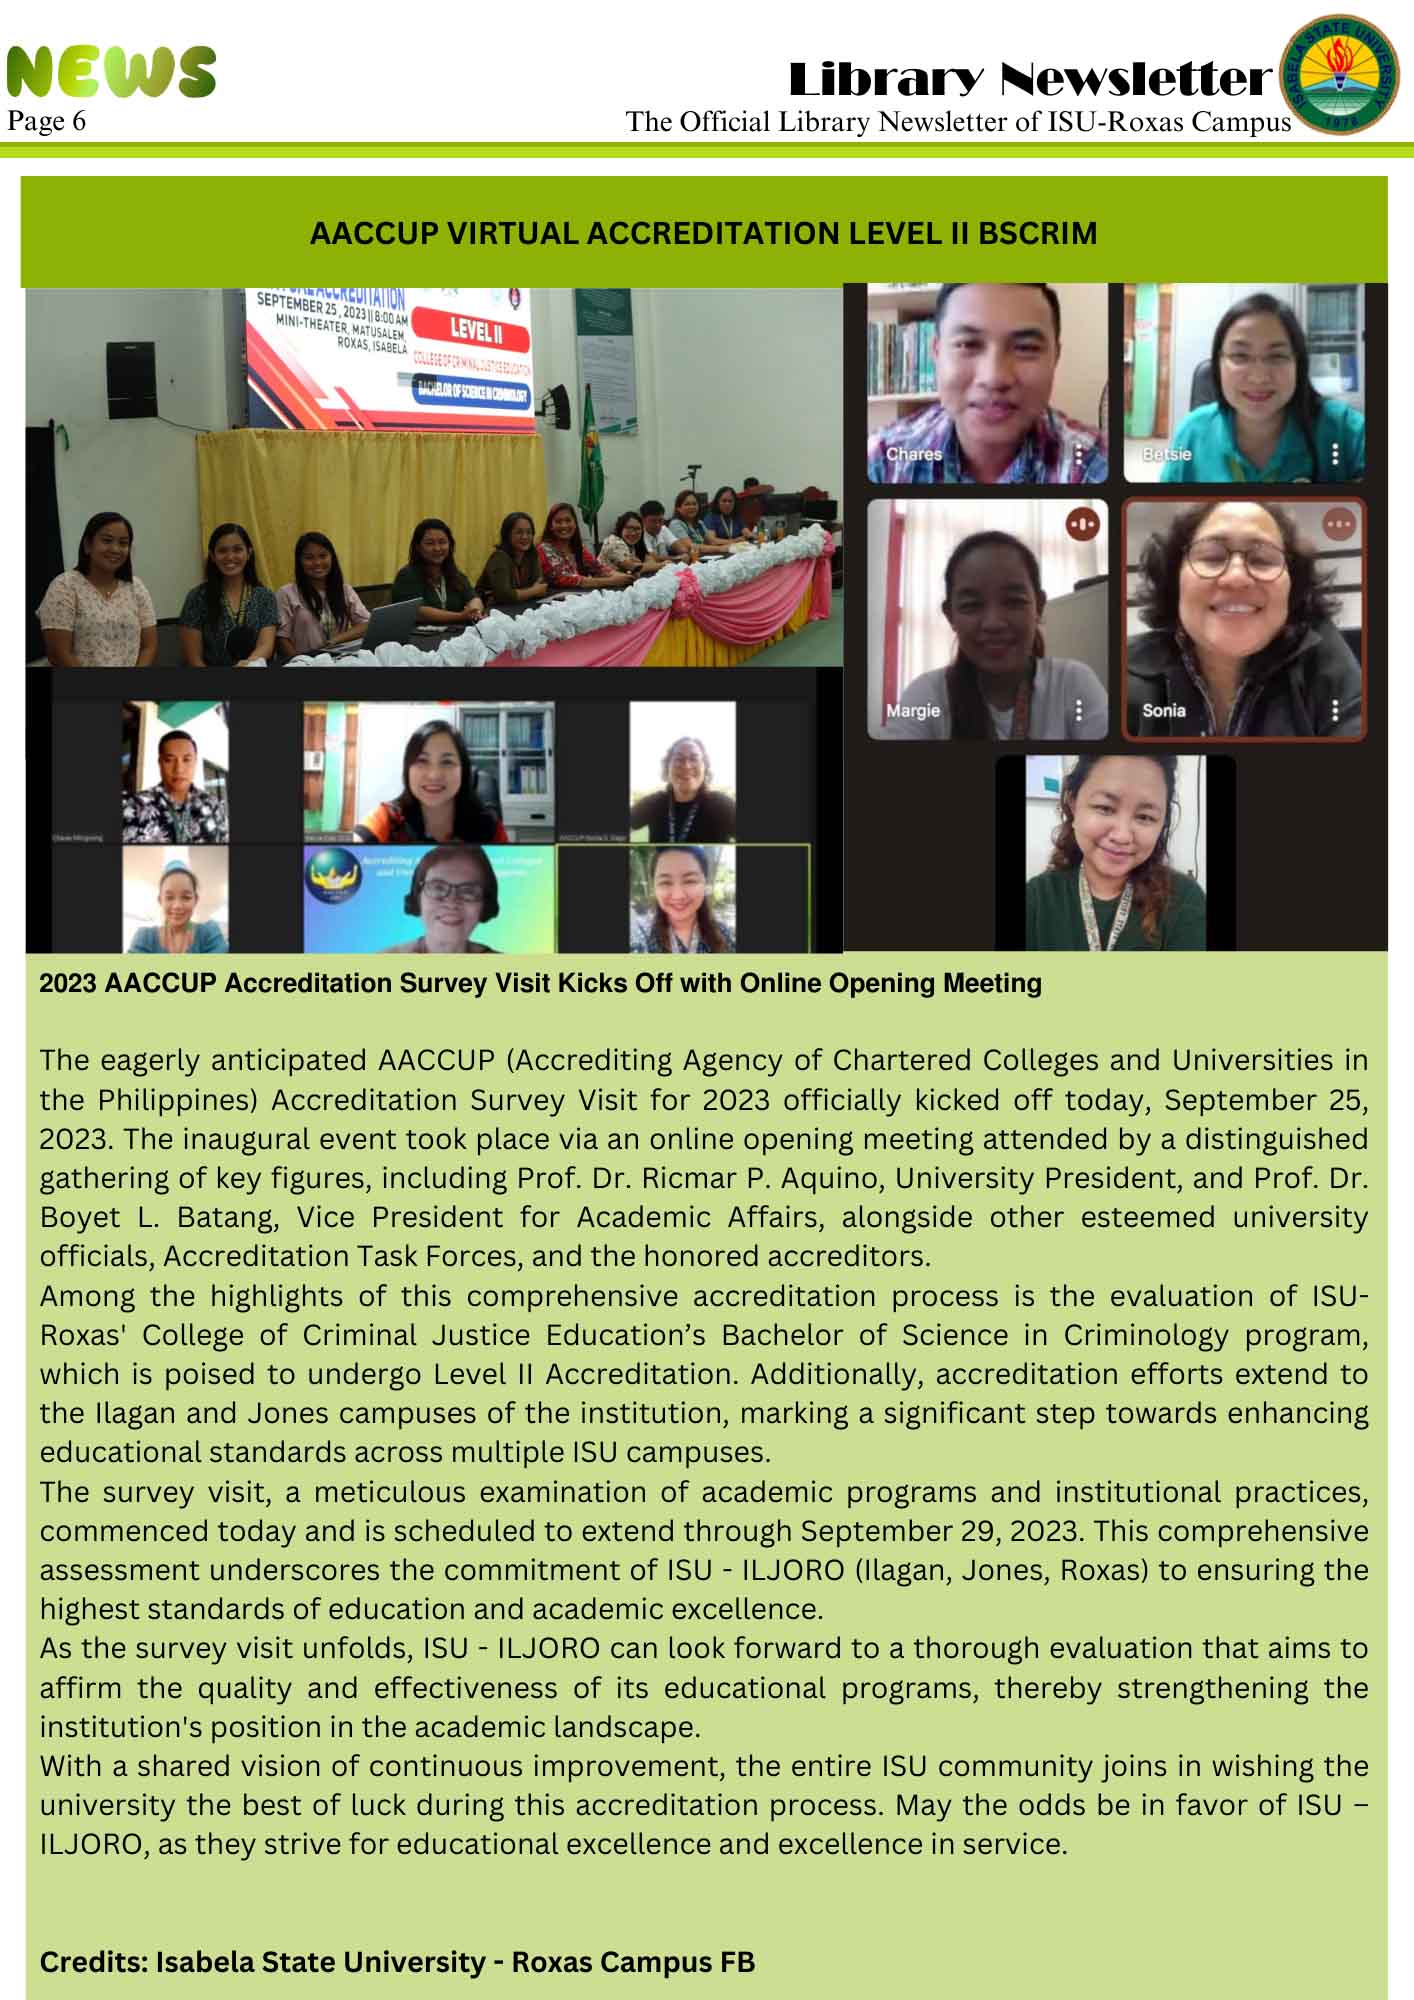 NEWS
Page 6
Library Newsletter
The Official Library Newsletter of ISU-Roxas Campus
ISABELA STATE UNIVERSITY
1978
AACCUP VIRTUAL ACCREDITATION LEVEL II BSCRIM
ACCREDITATION
SEPTEMBER 25, 2023 || 8:00 AM
MINI-THEATER, MATUSALEM,
ROXAS, ISABELA
LEVEL II
COLLEGE OF CRIMINAL JUSTICE EDUCATION
BACHELOR OF SCIENCE IN CRIMINOLOGY
Chares
Betsie
Margie
Sonia
Accrediting
2023 AACCUP Accreditation Survey Visit Kicks Off with Online Opening Meeting
The eagerly anticipated AACCUP (Accrediting Agency of Chartered Colleges and Universities in
the Philippines) Accreditation Survey Visit for 2023 officially kicked off today, September 25,
2023. The inaugural event took place via an online opening meeting attended by a distinguished
gathering of key figures, including Prof. Dr. Ricmar P. Aquino, University President, and Prof. Dr.
Boyet L. Batang, Vice President for Academic Affairs, alongside other esteemed university
officials, Accreditation Task Forces, and the honored accreditors.
Among the highlights of this comprehensive accreditation process is the evaluation of ISU-
Roxas' College of Criminal Justice Education’s Bachelor of Science in Criminology program,
which is poised to undergo Level II Accreditation. Additionally, accreditation efforts extend to
the Ilagan and Jones campuses of the institution, marking a significant step towards enhancing
educational standards across multiple ISU campuses.
The survey visit, a meticulous examination of academic programs and institutional practices,
commenced today and is scheduled to extend through September 29, 2023. This comprehensive
assessment underscores the commitment of ISU - ILJORO (Ilagan, Jones, Roxas) to ensuring the
highest standards of education and academic excellence.
As the survey visit unfolds, ISU - ILJORO can look forward to a thorough evaluation that aims to
affirm the quality and effectiveness of its educational programs, thereby strengthening the
institution's position in the academic landscape.
With a shared vision of continuous improvement, the entire ISU community joins in wishing the
university the best of luck during this accreditation process. May the odds be in favor of ISU –
ILJORO, as they strive for educational excellence and excellence in service.
Credits: Isabela State University - Roxas Campus FB